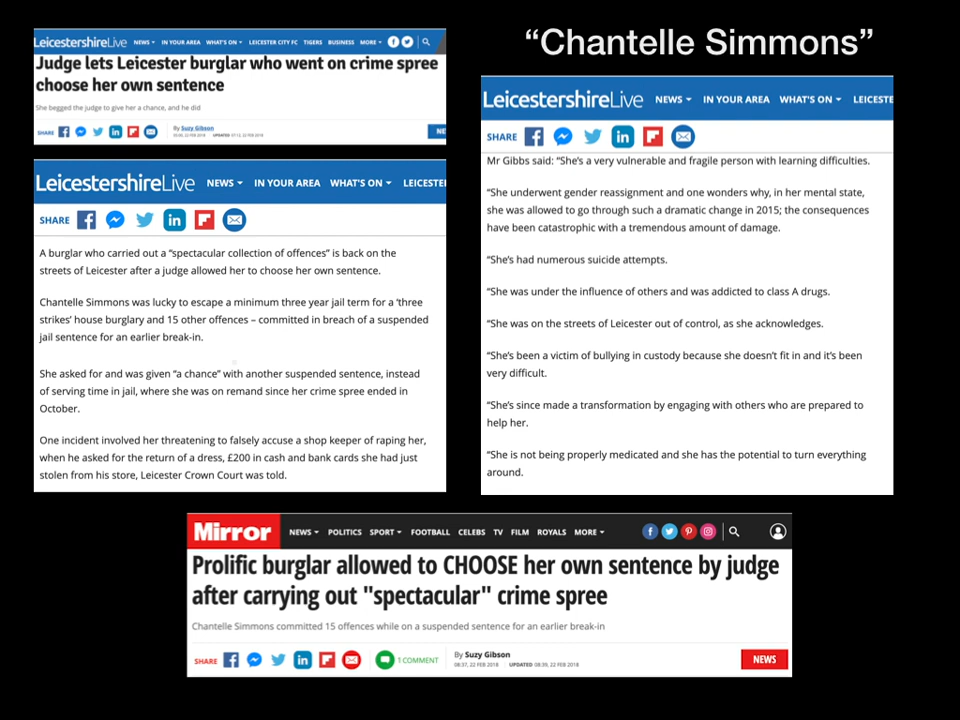 LeicestershireLive NEWS IN YOUR AREA WHAT'S ON LEICESTER CITY FC TIGERS BUSINESS MORE
Judge lets Leicester burglar who went on crime spree
choose her own sentence
She begged the judge to give her a chance, and he did
SHARE
By Suzy Gibson
NE
LeicestershireLive NEWS IN YOUR AREA WHAT'S ON LEICESTE
SHARE
A burglar who carried out a "spectacular collection of offences" is back on the
streets of Leicester after a judge allowed her to choose her own sentence.
Chantelle Simmons was lucky to escape a minimum three year jail term for a 'three
strikes' house burglary and 15 other offences – committed in breach of a suspended
jail sentence for an earlier break-in.
She asked for and was given "a chance" with another suspended sentence, instead
of serving time in jail, where she was on remand since her crime spree ended in
October.
One incident involved her threatening to falsely accuse a shop keeper of raping her,
when he asked for the return of a dress, £200 in cash and bank cards she had just
stolen from his store, Leicester Crown Court was told.
“Chantelle Simmons”
LeicestershireLive NEWS IN YOUR AREA WHAT'S ON LEICESTE
SHARE
Mr Gibbs said: "She's a very vulnerable and fragile person with learning difficulties.
"She underwent gender reassignment and one wonders why, in her mental state,
she was allowed to go through such a dramatic change in 2015; the consequences
have been catastrophic with a tremendous amount of damage.
"She's had numerous suicide attempts.
"She was under the influence of others and was addicted to class A drugs.
"She was on the streets of Leicester out of control, as she acknowledges.
"She's been a victim of bullying in custody because she doesn't fit in and it's been
very difficult.
"She's since made a transformation by engaging with others who are prepared to
help her.
"She is not being properly medicated and she has the potential to turn everything
around.
Mirror NEWS POLITICS SPORT FOOTBALL CELEBS TV FILM ROYALS MORE
Prolific burglar allowed to CHOOSE her own sentence by judge
after carrying out "spectacular" crime spree
Chantelle Simmons committed 15 offences while on a suspended sentence for an earlier break-in
SHARE 1 COMMENT
By Suzy Gibson
08:37, 22 FEB 2018 UPDATED 08:39, 22 FEB 2018
NEWS